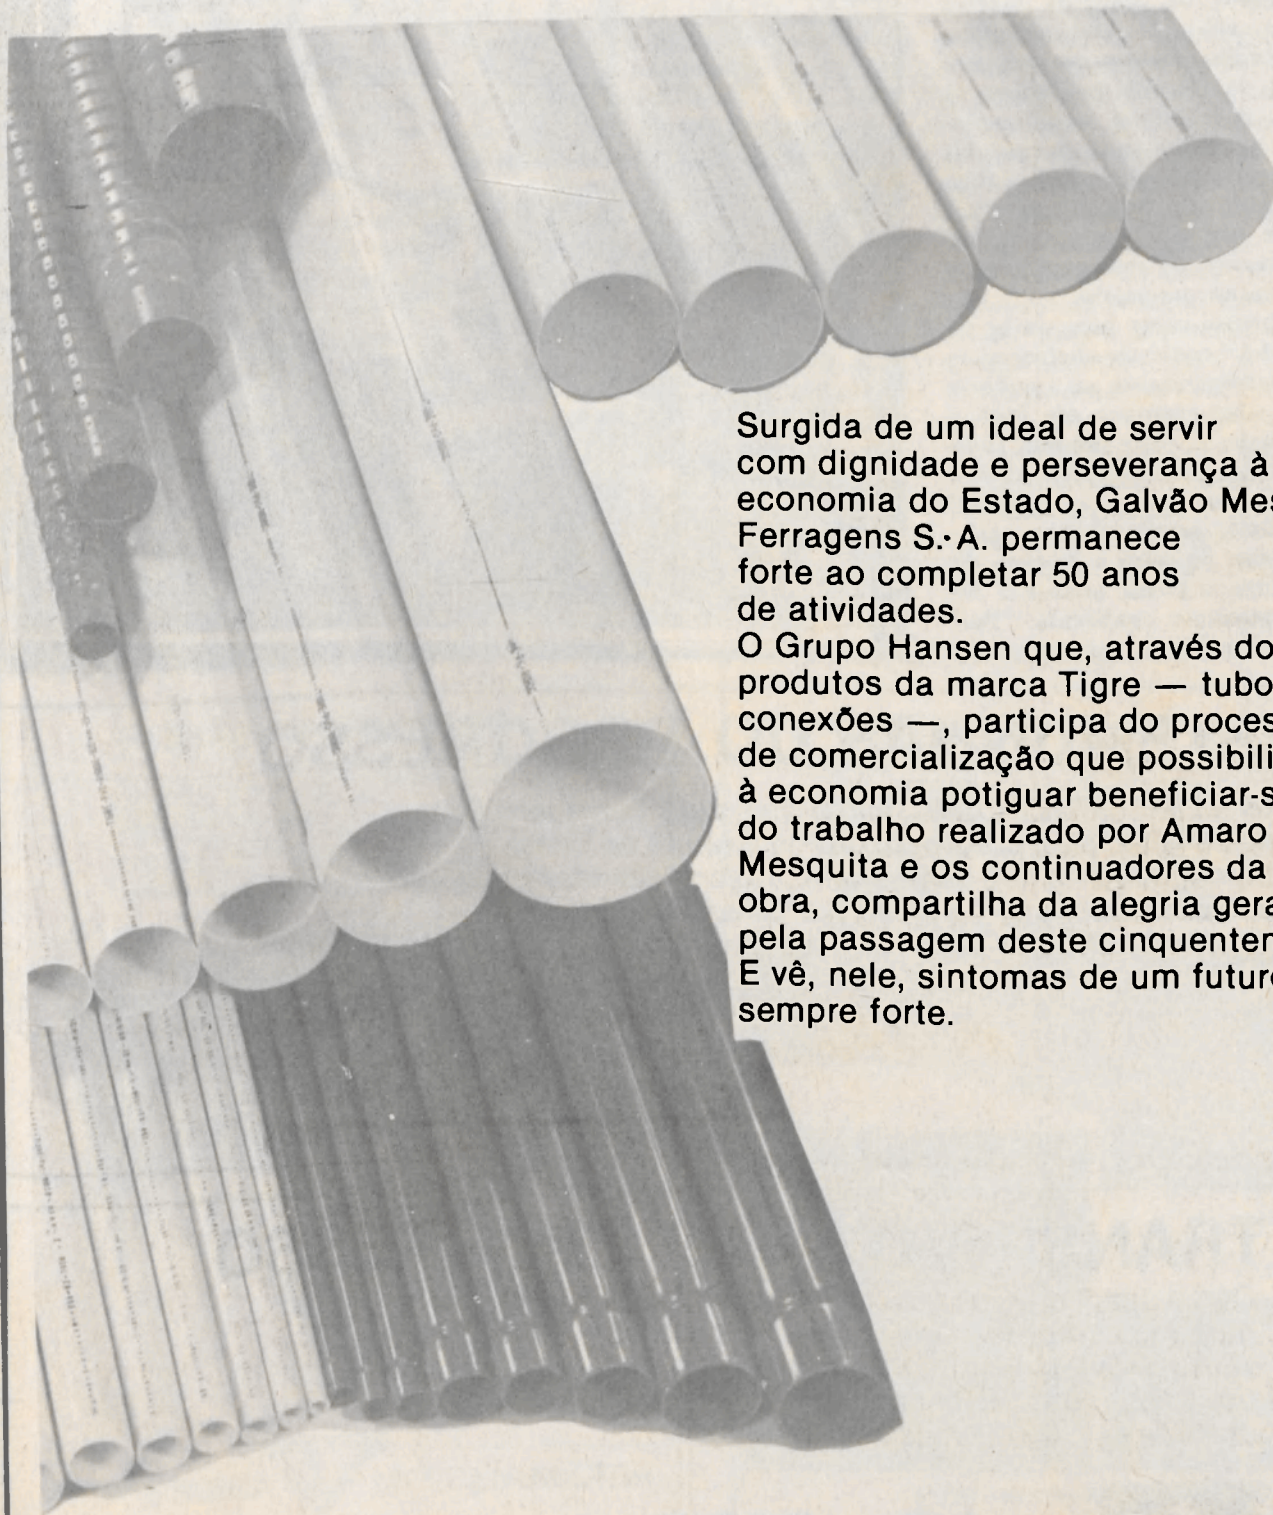 Surgida de um ideal de servir
com dignidade e perseverança à
economia do Estado, Galvão Mes
Ferragens S. A. permanece
forte ao completar 50 anos
de atividades.
O Grupo Hansen que, através do
produtos da marca Tigre — tubo
conexões —, participa do proces
de comercialização que possibili
à economia potiguar beneficiar-s
do trabalho realizado por Amaro
Mesquita e os continuadores da
obra, compartilha da alegria gera
pela passagem deste cinquenten
E vê, nele, sintomas de um futuro
sempre forte.